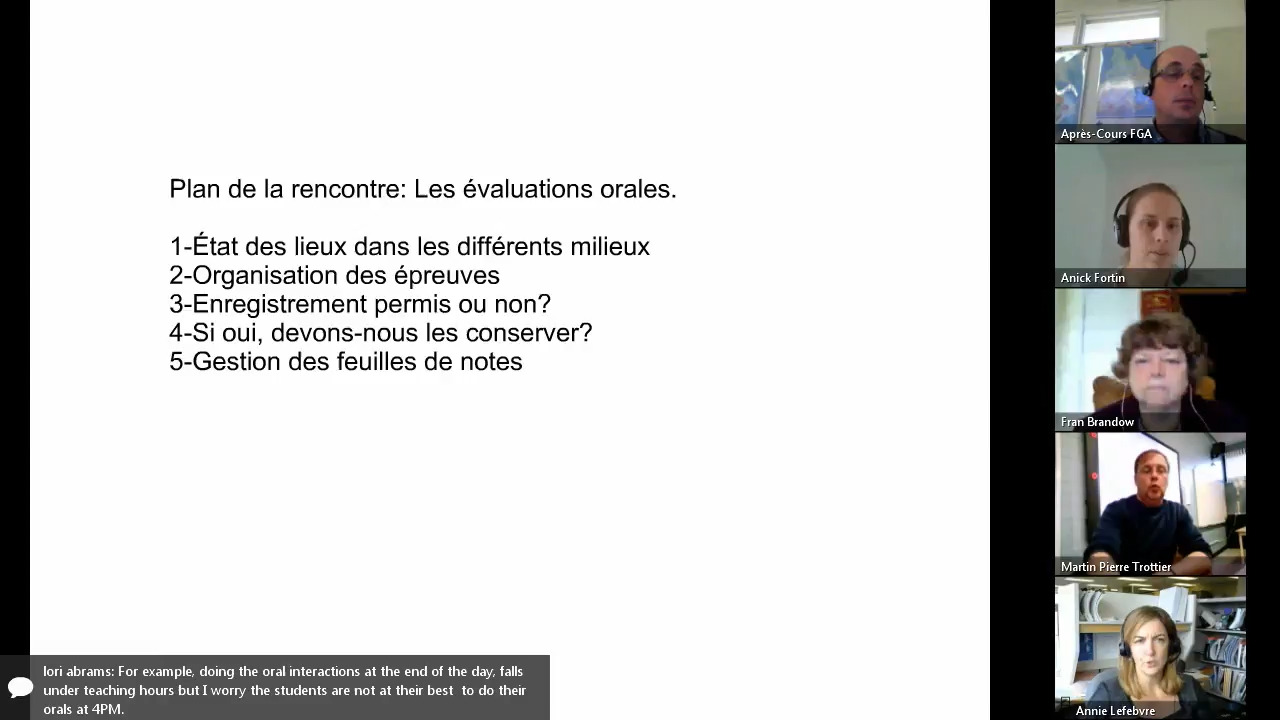 Plan de la rencontre: Les évaluations orales.
1-État des lieux dans les différents milieux
2-Organisation des épreuves
3-Enregistrement permis ou non?
4-Si oui, devons-nous les conserver?
5-Gestion des feuilles de notes
lori abrams: For example, doing the oral interactions at the end of the day, falls
under teaching hours but I worry the students are not at their best to do their
orals at 4PM.
Après-Cours FGA
Anick Fortin
Fran Brandow
Martin Pierre Trottier
Annie Lefebvre